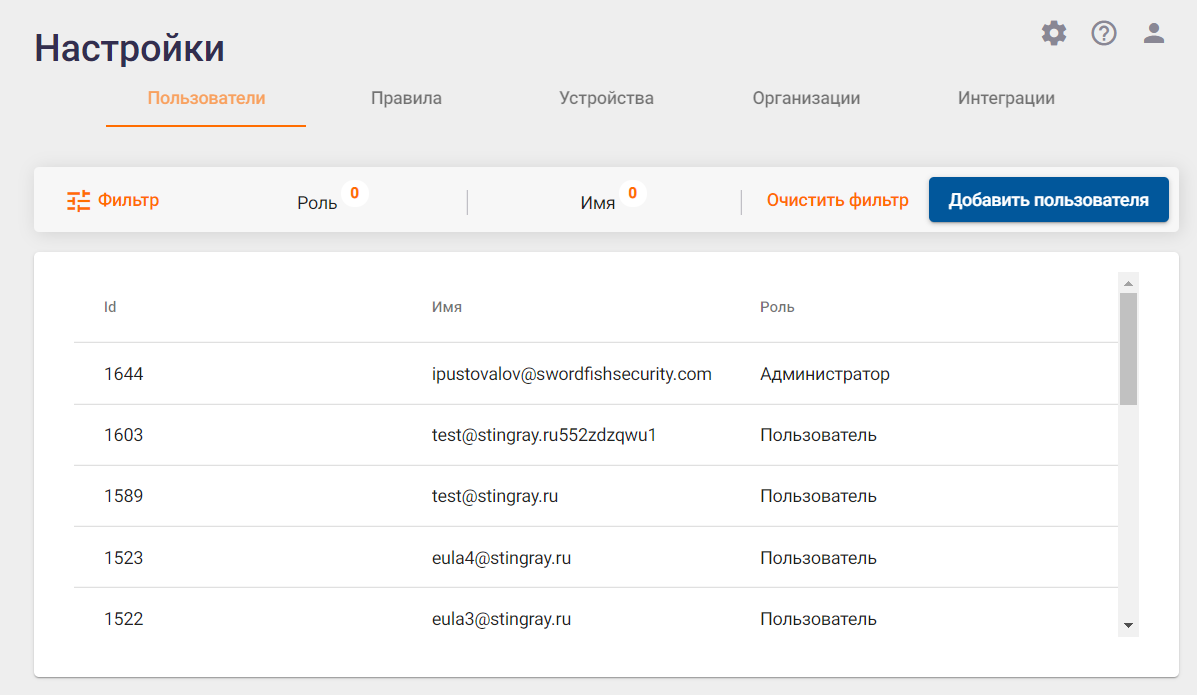 Настройки
Пользователи Правила Устройства Организации Интеграции
Фильтр Роль 0 Имя 0 Очистить фильтр Добавить пользователя
Id Имя Роль
1644 ipustovalov@swordfishsecurity.com Администратор
1603 test@stingray.ru552zdzqwu1 Пользователь
1589 test@stingray.ru Пользователь
1523 eula4@stingray.ru Пользователь
1522 eula3@stingray.ru Пользователь